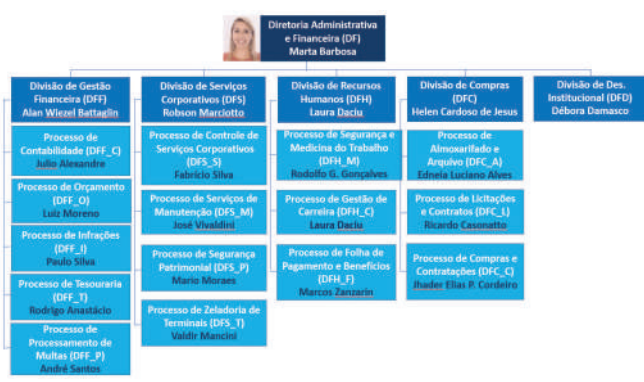 Diretoria Administrativa
e Financeira (DF)
Marta Barbosa
Divisão de Gestão
Financeira (DFF)
Alan Wiezel Battaglin
Processo de
Contabilidade (DFF_C)
Julio Alexandre
Processo de Orçamento
(DFF_O)
Luiz Moreno
Processo de Infrações
(DFF_I)
Paulo Silva
Processo de Tesouraria
(DFF_T)
Rodrigo Anastácio
Processo de
Processamento de
Multas (DFF_P)
André Santos
Divisão de Serviços
Corporativos (DFS)
Robson Marciotto
Processo de Controle de
Serviços Corporativos
(DFS_S)
Fabrício Silva
Processo de Serviços de
Manutenção (DFS_M)
José Vivaldini
Processo de Segurança
Patrimonial (DFS_P)
Mario Moraes
Processo de Zeladoria de
Terminais (DFS_T)
Valdir Mancini
Divisão de Recursos
Humanos (DFH)
Laura Daciu
Processo de Segurança e
Medicina do Trabalho
(DFH_M)
Rodolfo G. Gonçalves
Processo de Gestão de
Carreira (DFH_C)
Laura Daciu
Processo de Folha de
Pagamento e Benefícios
(DFH_F)
Marcos Zanzarin
Divisão de Compras
(DFC)
Helen Cardoso de Jesus
Processo de
Almoxarifado e
Arquivo (DFC_A)
Edneia Luciano Alves
Processo de Licitações
e Contratos (DFC_L)
Ricardo Casonatto
Processo de Compras e
Contratações (DFC_C)
Jhader Elias P. Cordeiro
Divisão de Des.
Institucional (DFD)
Débora Damasco